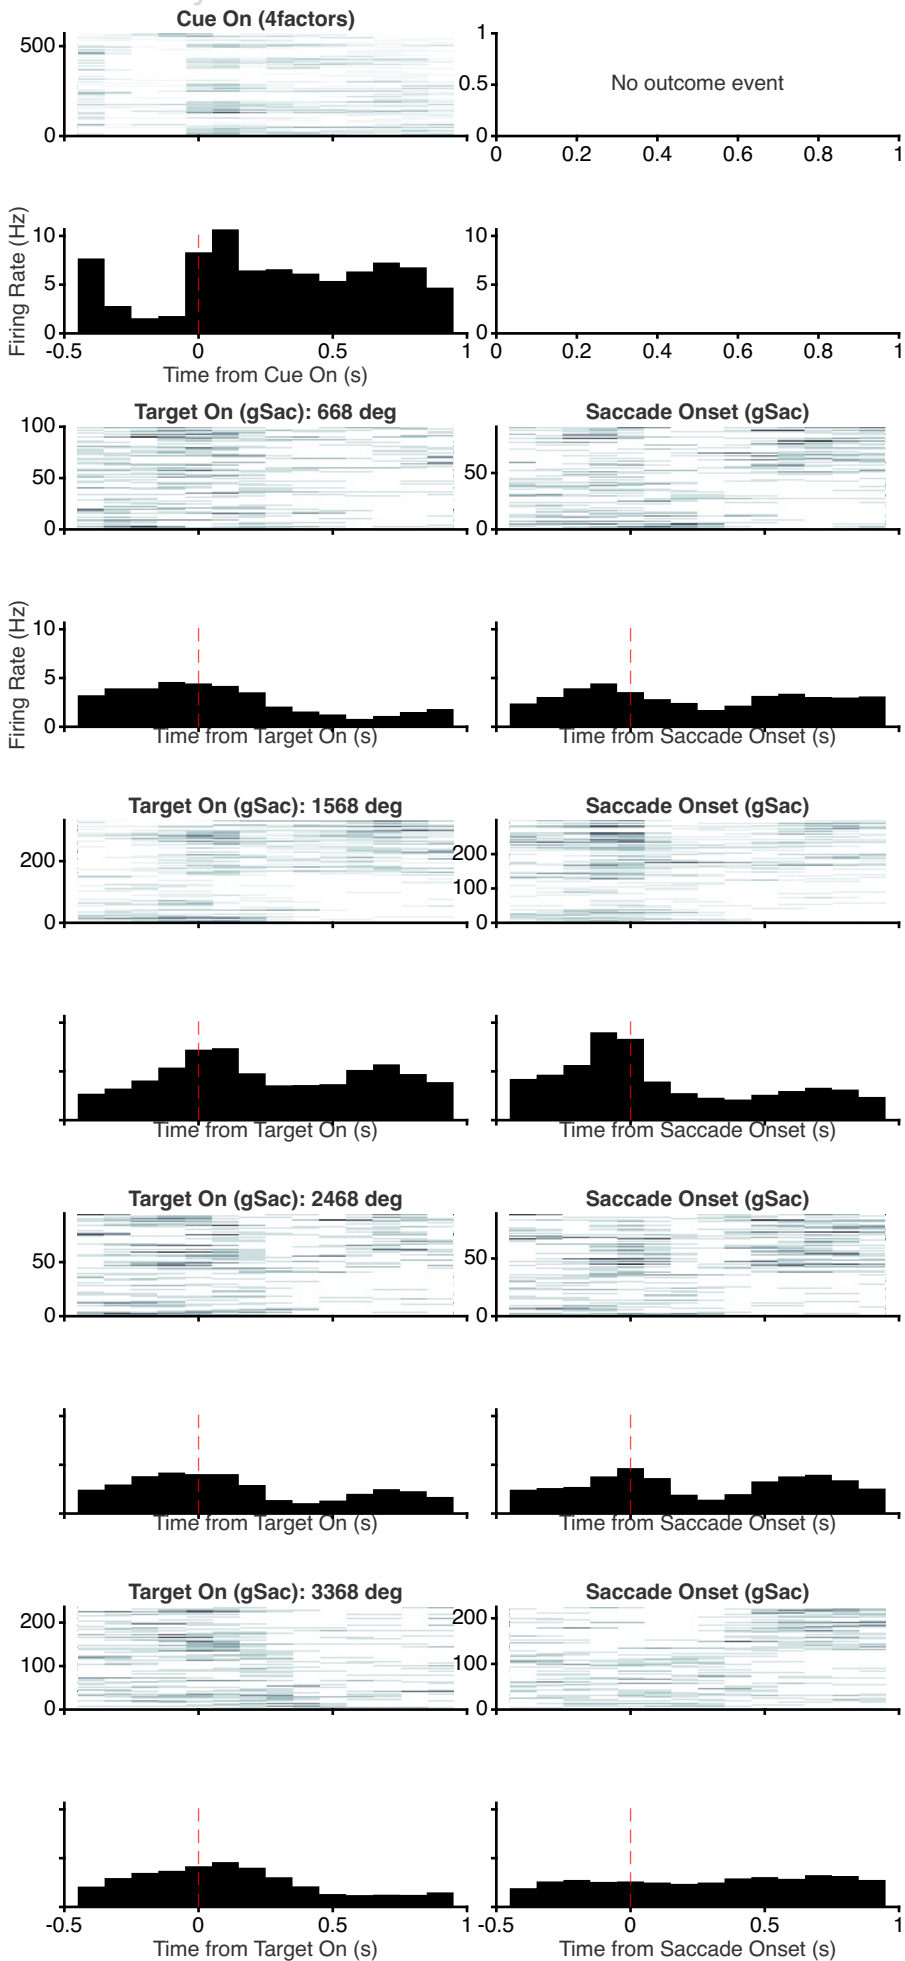 Cue On (4factors)
500
0
1
0.5
0
No outcome event
0 0.2 0.4 0.6 0.8 1
Firing Rate (Hz)
10
5
0
-0.5 0 0.5 1
Time from Cue On (s)
10
5
0
0 0.2 0.4 0.6 0.8 1
Target On (gSac): 668 deg
100
50
0
Saccade Onset (gSac)
50
0
Firing Rate (Hz)
10
5
0
Time from Target On (s)
Time from Saccade Onset (s)
Target On (gSac): 1568 deg
200
0
Saccade Onset (gSac)
200
100
0
Time from Target On (s)
Time from Saccade Onset (s)
Target On (gSac): 2468 deg
50
0
Saccade Onset (gSac)
50
0
Time from Target On (s)
Time from Saccade Onset (s)
Target On (gSac): 3368 deg
200
100
0
Saccade Onset (gSac)
200
100
0
-0.5 0 0.5 1
Time from Target On (s)
-0.5 0 0.5 1
Time from Saccade Onset (s)